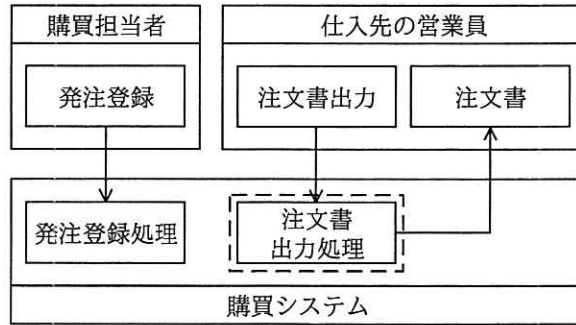 購買担当者
仕入先の営業員
発注登録
注文書出力
注文書
発注登録処理
注文書
出力処理
購買システム